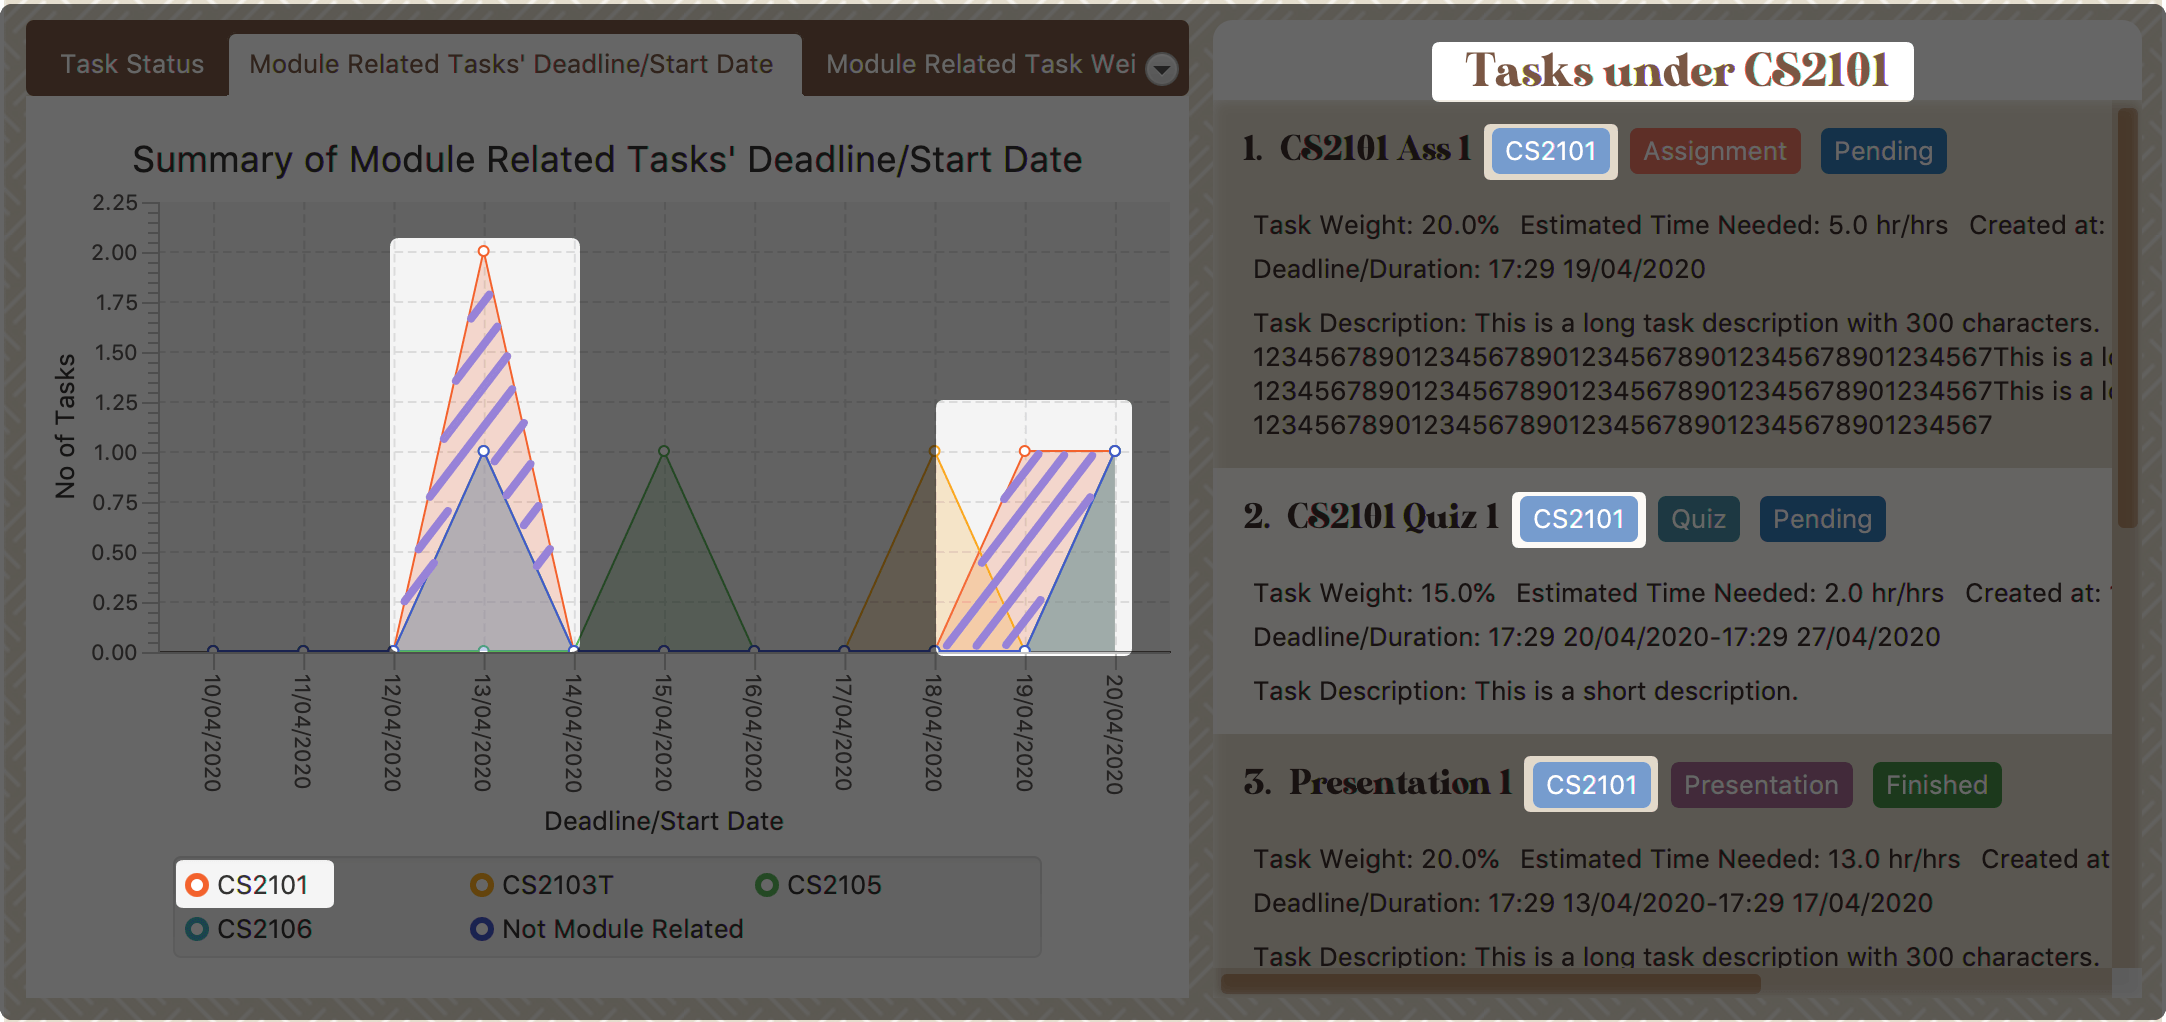 Task Status
Module Related Tasks' Deadline/Start Date
Module Related Task Wei
Summary of Module Related Tasks' Deadline/Start Date
No of Tasks
2.25
2.00
1.75
1.50
1.25
1.00
0.75
0.50
0.25
0.00
10/04/2020
11/04/2020
12/04/2020
13/04/2020
14/04/2020
15/04/2020
16/04/2020
17/04/2020
18/04/2020
19/04/2020
20/04/2020
Deadline/Start Date
CS2101
CS2103T
CS2105
CS2106
Not Module Related
Tasks under CS2101
1. CS2101 Ass 1 CS2101 Assignment Pending
Task Weight: 20.0% Estimated Time Needed: 5.0 hr/hrs Created at:
Deadline/Duration: 17:29 19/04/2020
Task Description: This is a long task description with 300 characters.
12345678901234567890123456789012345678901234567This is a l
12345678901234567890123456789012345678901234567This is a l
12345678901234567890123456789012345678901234567
2. CS2101 Quiz 1 CS2101 Quiz Pending
Task Weight: 15.0% Estimated Time Needed: 2.0 hr/hrs Created at:
Deadline/Duration: 17:29 20/04/2020-17:29 27/04/2020
Task Description: This is a short description.
3. Presentation 1 CS2101 Presentation Finished
Task Weight: 20.0% Estimated Time Needed: 13.0 hr/hrs Created at
Deadline/Duration: 17:29 13/04/2020-17:29 17/04/2020
Task Description: This is a long task description with 300 characters.